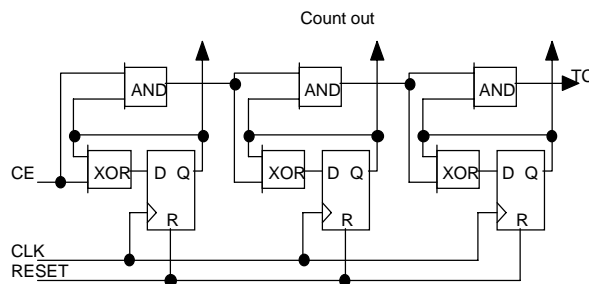 Count out
AND AND AND TC
CE XOR D Q XOR D Q XOR D Q
R R R
CLK
RESET